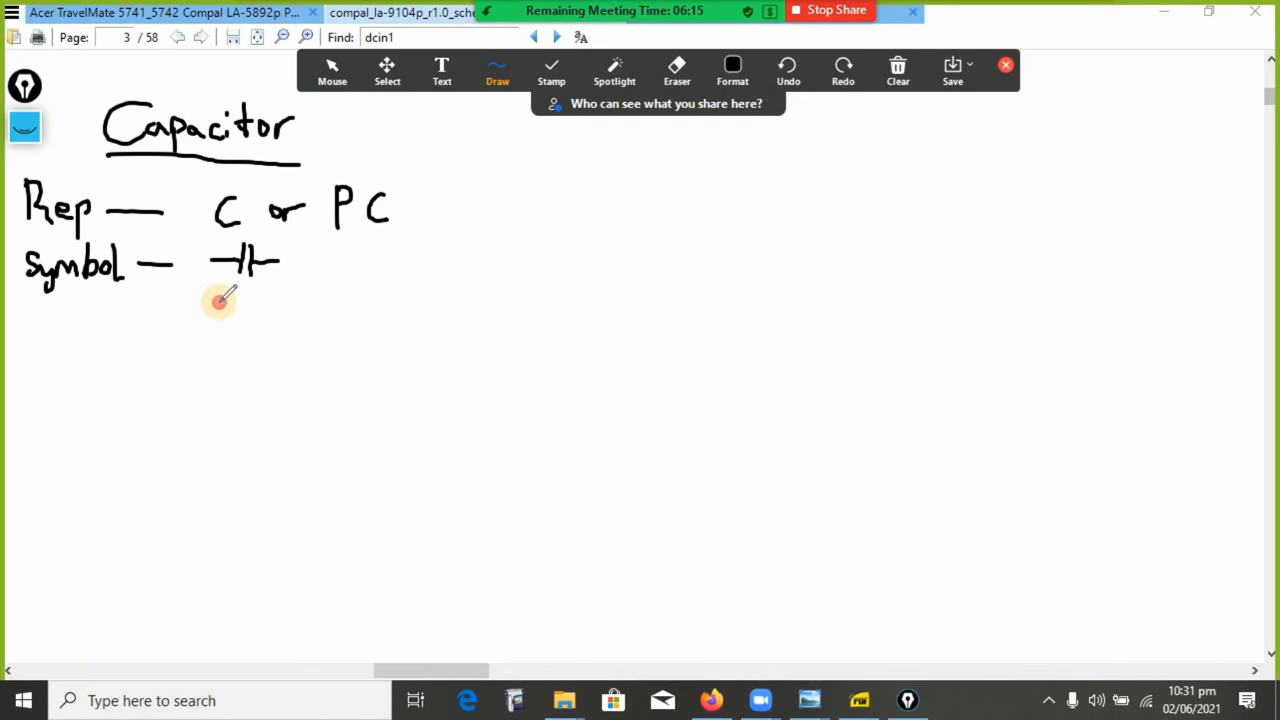 Remaining Meeting Time: 06:15
Stop Share
Acer TravelMate 5741_5742 Compal LA-5892p P...
compal_la-9104p_r1.0_sche
Page: 3 / 58 Find: dcin1
Mouse Select Text Draw Stamp Spotlight Eraser Format Undo Redo Clear Save
Who can see what you share here?
Capacitor
Rep — C or PC
Symbol —
Type here to search
10:31 pm
02/06/2021